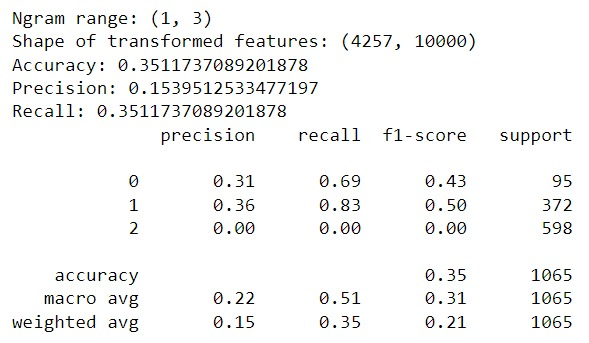 Ngram range: (1, 3)
Shape of transformed features: (4257, 10000)
Accuracy: 0.3511737089201878
Precision: 0.1539512533477197
Recall: 0.3511737089201878
precision recall f1-score support
0 0.31 0.69 0.43 95
1 0.36 0.83 0.50 372
2 0.00 0.00 0.00 598
accuracy 0.35 1065
macro avg 0.22 0.51 0.31 1065
weighted avg 0.15 0.35 0.21 1065